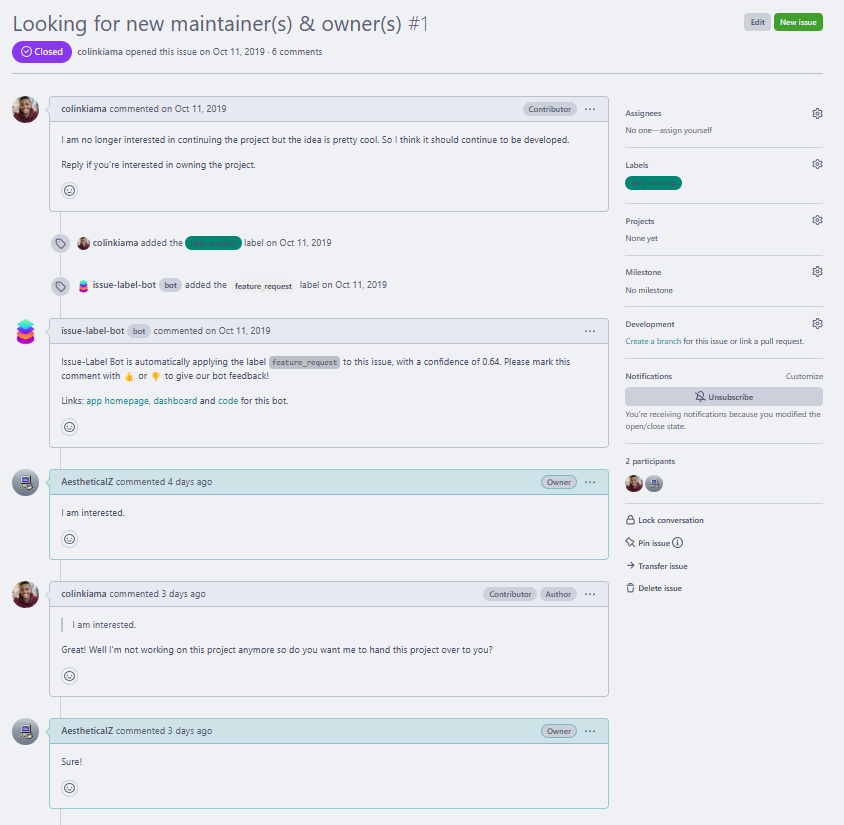 Looking for new maintainer(s) & owner(s) #1
Edit
New issue
Closed
colinkiama opened this issue on Oct 11, 2019 · 6 comments
colinkiama commented on Oct 11, 2019
Contributor
I am no longer interested in continuing the project but the idea is pretty cool. So I think it should continue to be developed.
Reply if you're interested in owning the project.
colinkiama added the
label on Oct 11, 2019
issue-label-bot bot added the feature_request label on Oct 11, 2019
issue-label-bot bot commented on Oct 11, 2019
Issue-Label Bot is automatically applying the label feature_request to this issue, with a confidence of 0.64. Please mark this
comment with 👍 or 👎 to give our bot feedback!
Links: app homepage, dashboard and code for this bot.
AestheticalZ commented 4 days ago
Owner
I am interested.
colinkiama commented 3 days ago
Contributor
Author
I am interested.
Great! Well I'm not working on this project anymore so do you want me to hand this project over to you?
AestheticalZ commented 3 days ago
Owner
Sure!
Assignees
No one—assign yourself
Labels
Projects
None yet
Milestone
No milestone
Development
Create a branch for this issue or link a pull request.
Notifications
Customize
Unsubscribe
You're receiving notifications because you modified the
open/close state.
2 participants
Lock conversation
Pin issue
Transfer issue
Delete issue